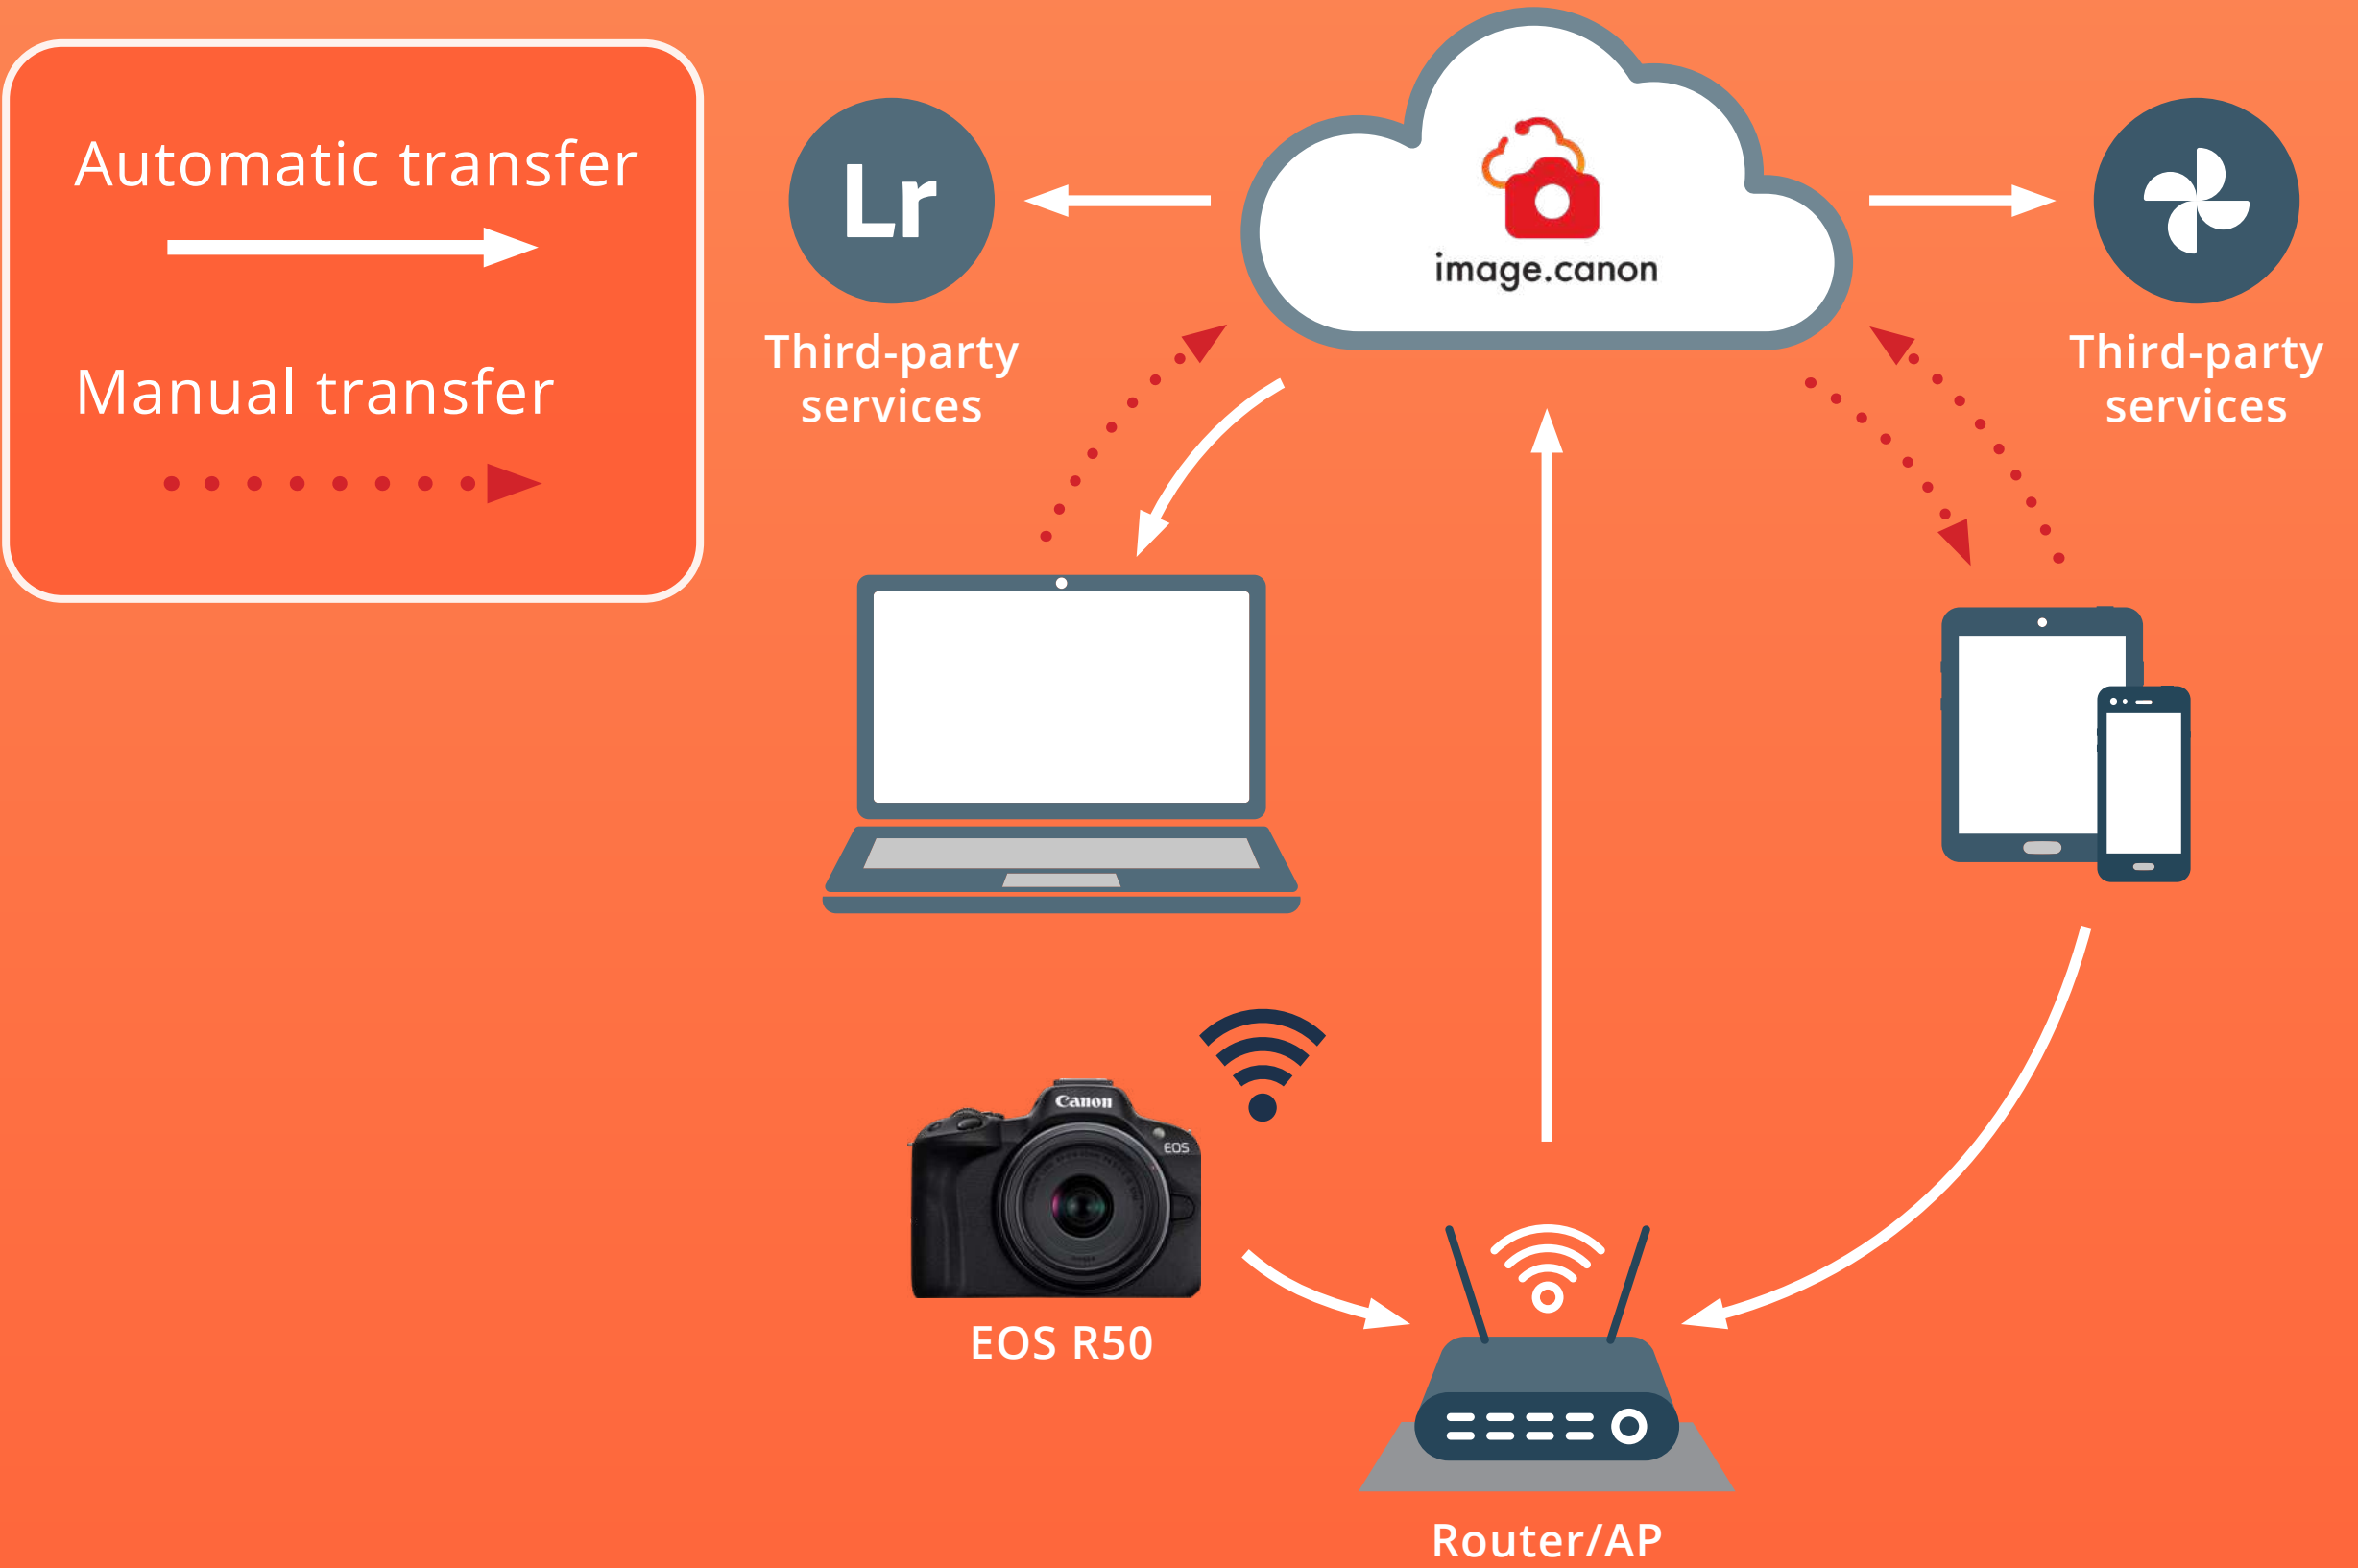 Automatic transfer
Manual transfer
Lr
Third-party
services
image.canon
Third-party
services
Canon
EOS
EOS R50
Router/AP